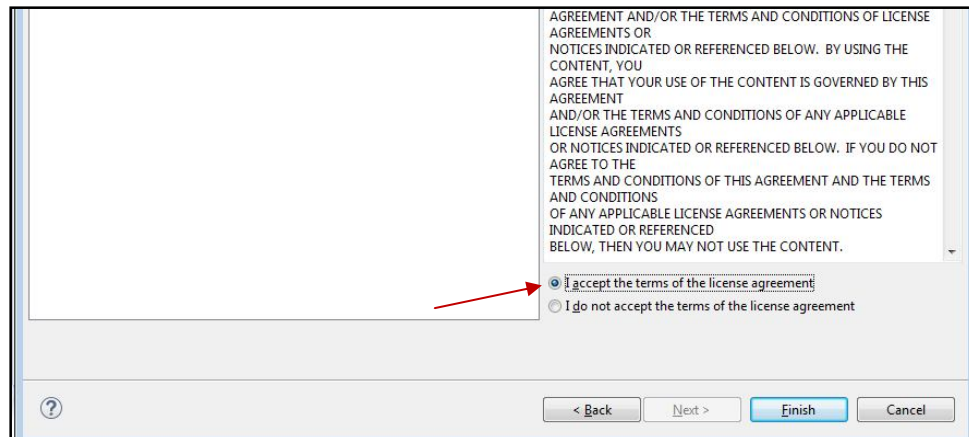 AGREEMENT AND/OR THE TERMS AND CONDITIONS OF LICENSE
AGREEMENTS OR
NOTICES INDICATED OR REFERENCED BELOW.  BY USING THE
CONTENT, YOU
AGREE THAT YOUR USE OF THE CONTENT IS GOVERNED BY THIS
AGREEMENT
AND/OR THE TERMS AND CONDITIONS OF ANY APPLICABLE
LICENSE AGREEMENTS
OR NOTICES INDICATED OR REFERENCED BELOW.  IF YOU DO NOT
AGREE TO THE
TERMS AND CONDITIONS OF THIS AGREEMENT AND THE TERMS
AND CONDITIONS
OF ANY APPLICABLE LICENSE AGREEMENTS OR NOTICES
INDICATED OR REFERENCED
BELOW, THEN YOU MAY NOT USE THE CONTENT.
I accept the terms of the license agreement
I do not accept the terms of the license agreement
? < Back Next > Finish Cancel